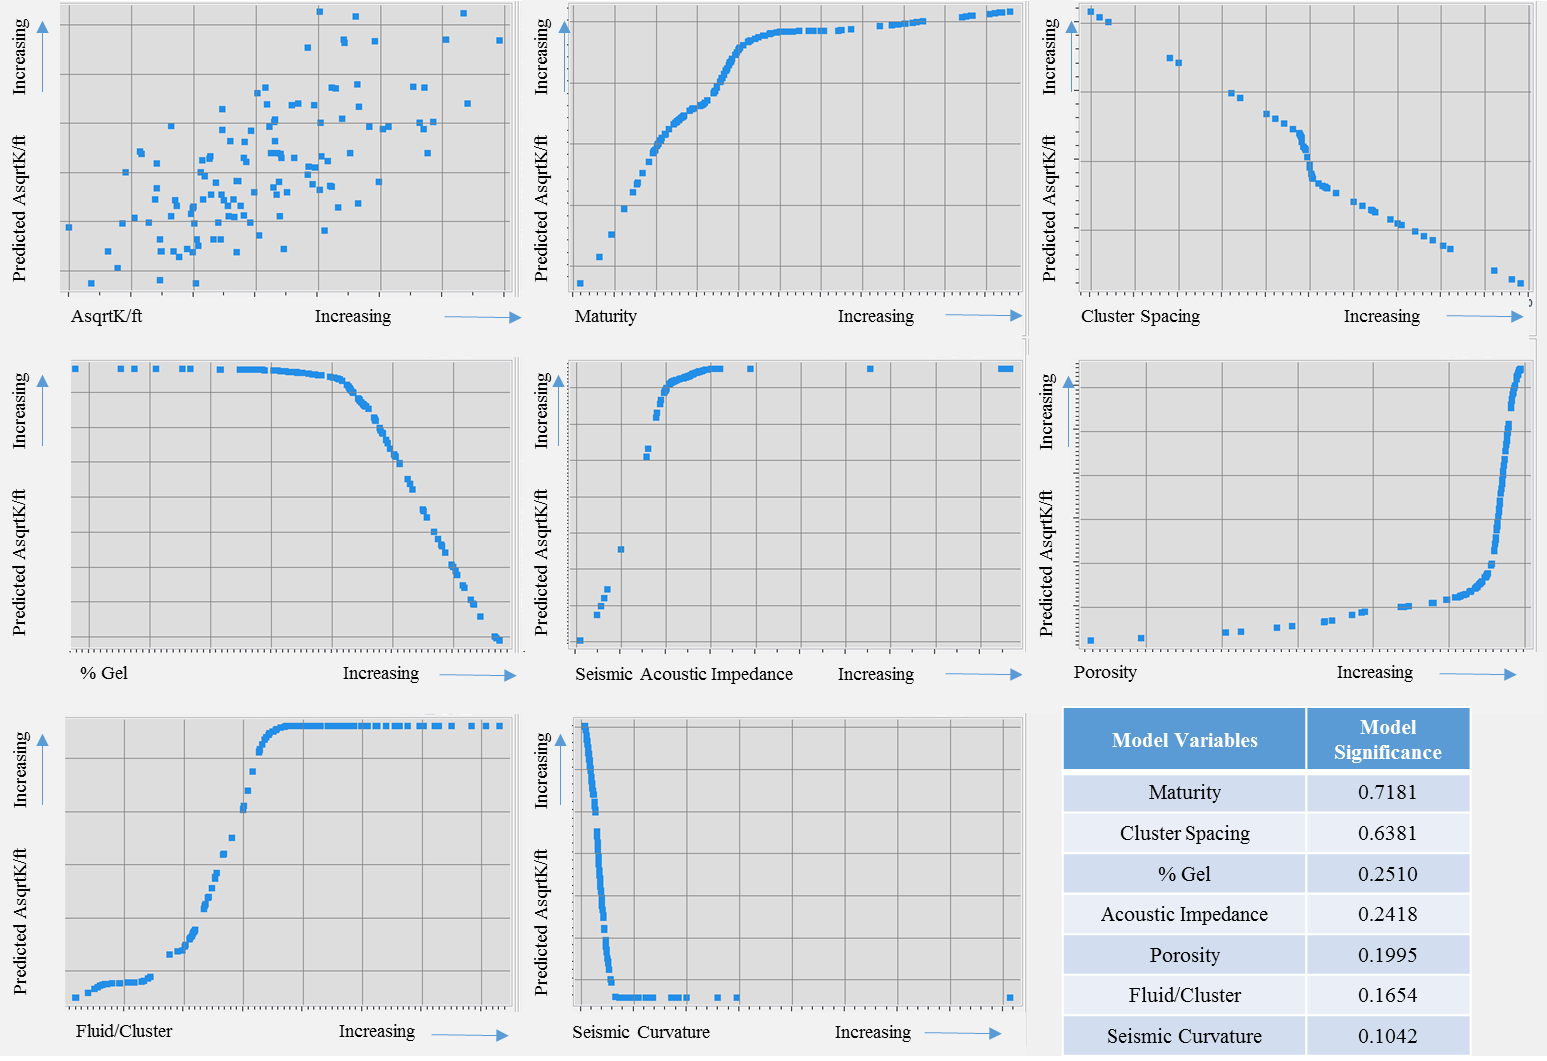 Increasing
Predicted AsqrtK/ft
AsqrtK/ft
Increasing
Increasing
Predicted AsqrtK/ft
Maturity
Increasing
Increasing
Predicted AsqrtK/ft
Cluster Spacing
Increasing
Increasing
Predicted AsqrtK/ft
% Gel
Increasing
Increasing
Predicted AsqrtK/ft
Seismic Acoustic Impedance
Increasing
Increasing
Predicted AsqrtK/ft
Porosity
Increasing
Increasing
Predicted AsqrtK/ft
Fluid/Cluster
Increasing
Increasing
Predicted AsqrtK/ft
Seismic Curvature
Increasing
Model Variables
Model
Significance
Maturity 0.7181
Cluster Spacing 0.6381
% Gel 0.2510
Acoustic Impedance 0.2418
Porosity 0.1995
Fluid/Cluster 0.1654
Seismic Curvature 0.1042